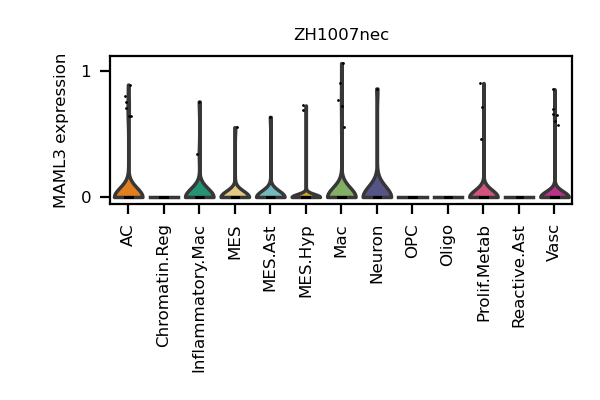 ZH1007nec
MAML3 expression
1
0
AC
Chromatin.Reg
Inflammatory.Mac
MES
MES.Ast
MES.Hyp
Mac
Neuron
OPC
Oligo
Prolif.Metab
Reactive.Ast
Vasc